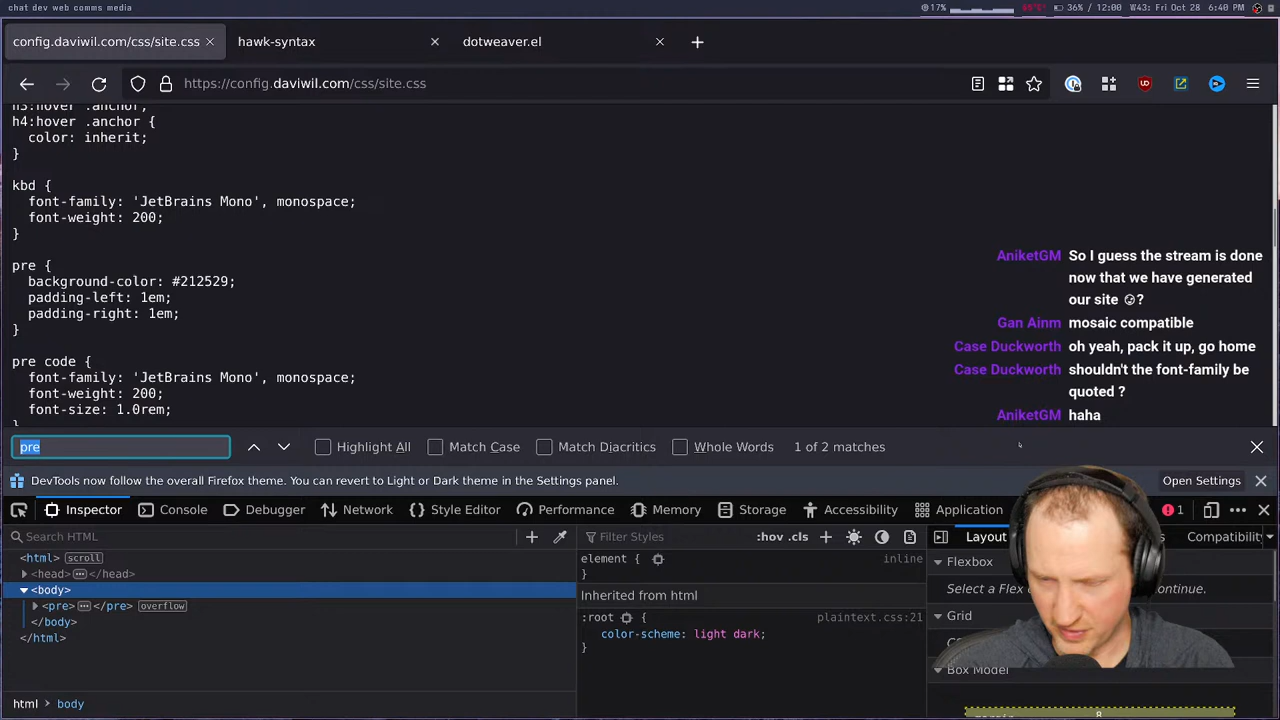 chat dev web comms media
17%
36% / 12:00 W43: Fri Oct 28 6:40 PM
config.daviwil.com/css/site.css
hawk-syntax
dotweaver.el
https://config.daviwil.com/css/site.css
h3:hover .anchor,
h4:hover .anchor {
color: inherit;
}
kbd {
font-family: 'JetBrains Mono', monospace;
font-weight: 200;
}
pre {
background-color: #212529;
padding-left: 1em;
padding-right: 1em;
}
pre code {
font-family: 'JetBrains Mono', monospace;
font-weight: 200;
font-size: 1.0rem;
}
AniketGM So I guess the stream is done
now that we have generated
our site ?
Gan Ainm mosaic compatible
Case Duckworth oh yeah, pack it up, go home
Case Duckworth shouldn't the font-family be
quoted ?
AniketGM haha
pre
Highlight All
Match Case
Match Diacritics
Whole Words
1 of 2 matches
DevTools now follow the overall Firefox theme. You can revert to Light or Dark theme in the Settings panel.
Open Settings
Inspector
Console
Debugger
Network
Style Editor
Performance
Memory
Storage
Accessibility
Application
1
Search HTML
<html> scroll
<head> </head>
<body>
<pre> </pre> overflow
</body>
</html>
html
body
Filter Styles
:hov .cls
element {
inline
}
Inherited from html
:root {
plaintext.css:21
color-scheme: light dark;
}
Layout
Compatibility
Flexbox
Select a Flex continue.
Grid
Box Model
8